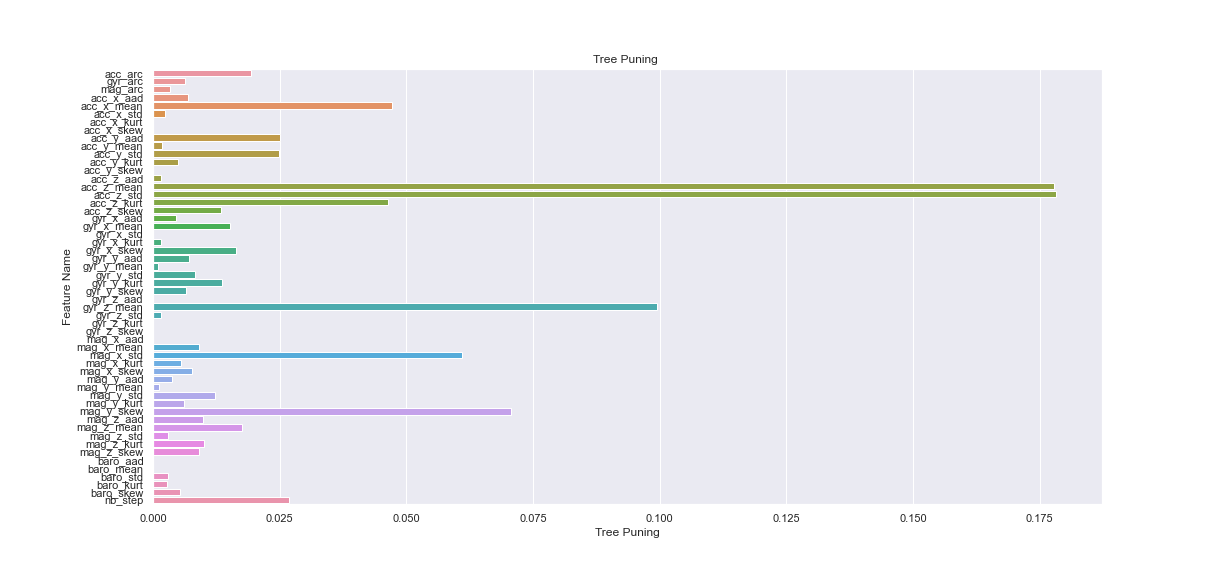 Tree Puning
acc_arc
gyr_arc
mag_arc
acc_x_aad
acc_x_mean
acc_x_std
acc_x_kurt
acc_x_skew
acc_y_aad
acc_y_mean
acc_y_std
acc_y_kurt
acc_y_skew
acc_z_aad
acc_z_mean
acc_z_std
acc_z_kurt
acc_z_skew
gyr_x_aad
gyr_x_mean
gyr_x_std
gyr_x_kurt
gyr_x_skew
gyr_y_aad
gyr_y_mean
gyr_y_std
gyr_y_kurt
gyr_y_skew
gyr_z_aad
gyr_z_mean
gyr_z_std
gyr_z_kurt
gyr_z_skew
mag_x_aad
mag_x_mean
mag_x_std
mag_x_kurt
mag_x_skew
mag_y_aad
mag_y_mean
mag_y_std
mag_y_kurt
mag_y_skew
mag_z_aad
mag_z_mean
mag_z_std
mag_z_kurt
mag_z_skew
baro_aad
baro_mean
baro_std
baro_kurt
baro_skew
nb_step
Feature Name
0.000 0.025 0.050 0.075 0.100 0.125 0.150 0.175
Tree Puning